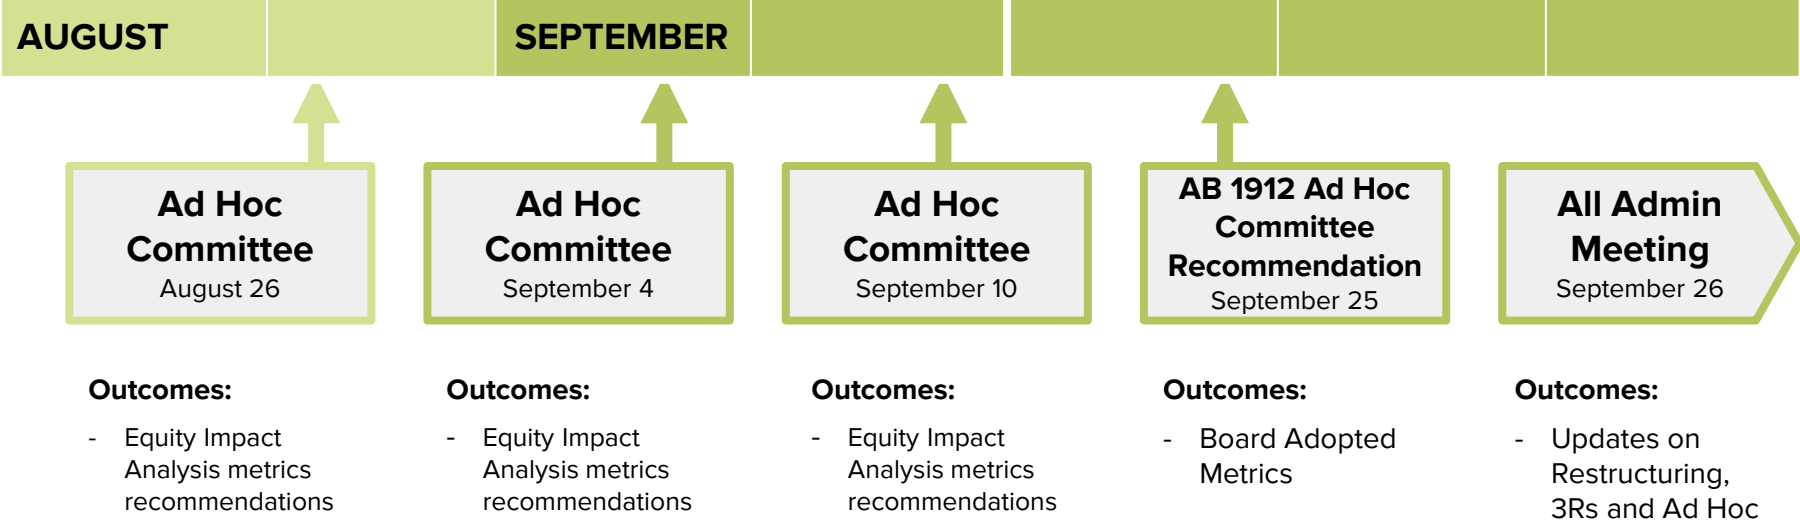 AUGUST
SEPTEMBER
Ad Hoc
Committee
August 26
Ad Hoc
Committee
September 4
Ad Hoc
Committee
September 10
AB 1912 Ad Hoc
Committee
Recommendation
September 25
All Admin
Meeting
September 26
Outcomes:
- Equity Impact
Analysis metrics
recommendations
Outcomes:
- Equity Impact
Analysis metrics
recommendations
Outcomes:
- Equity Impact
Analysis metrics
recommendations
Outcomes:
- Board Adopted
Metrics
Outcomes:
- Updates on
Restructuring,
3Rs and Ad Hoc